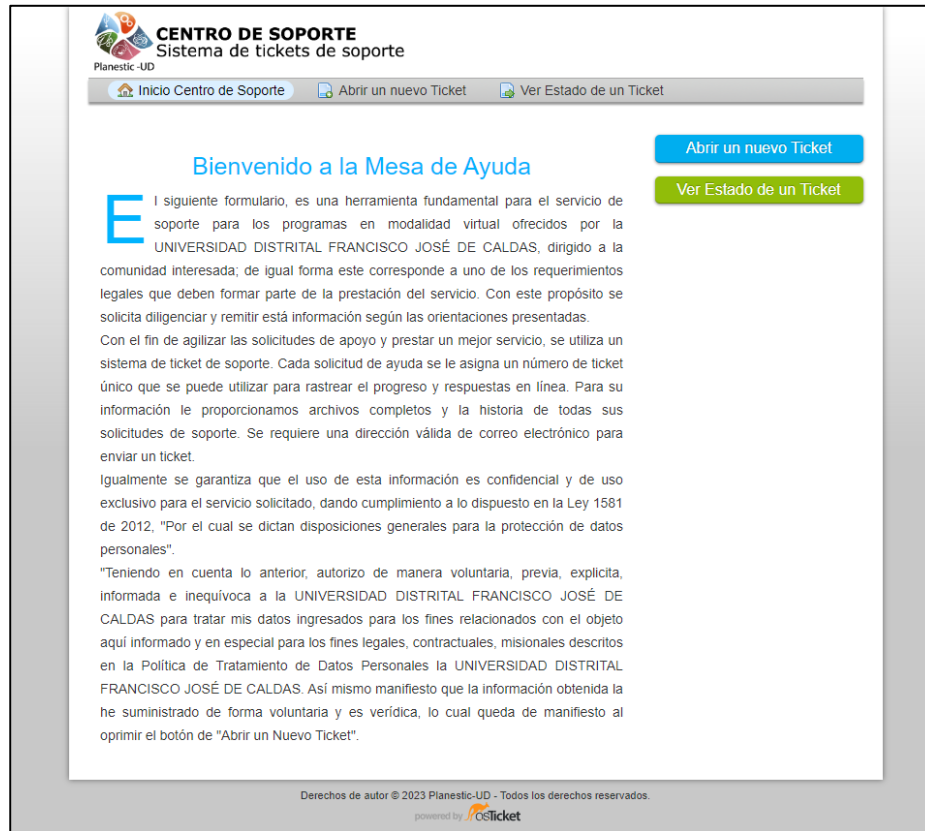 CENTRO DE SOPORTE
Sistema de tickets de soporte
Planestic -UD
Inicio Centro de Soporte
Abrir un nuevo Ticket
Ver Estado de un Ticket
Abrir un nuevo Ticket
Ver Estado de un Ticket
Bienvenido a la Mesa de Ayuda
El siguiente formulario, es una herramienta fundamental para el servicio de
soporte para los programas en modalidad virtual ofrecidos por la
UNIVERSIDAD DISTRITAL FRANCISCO JOSÉ DE CALDAS, dirigido a la
comunidad interesada; de igual forma este corresponde a uno de los requerimientos
legales que deben formar parte de la prestación del servicio. Con este propósito se
solicita diligenciar y remitir está información según las orientaciones presentadas.
Con el fin de agilizar las solicitudes de apoyo y prestar un mejor servicio, se utiliza un
sistema de ticket de soporte. Cada solicitud de ayuda se le asigna un número de ticket
único que se puede utilizar para rastrear el progreso y respuestas en línea. Para su
información le proporcionamos archivos completos y la historia de todas sus
solicitudes de soporte. Se requiere una dirección válida de correo electrónico para
enviar un ticket.
Igualmente se garantiza que el uso de esta información es confidencial y de uso
exclusivo para el servicio solicitado, dando cumplimiento a lo dispuesto en la Ley 1581
de 2012, "Por el cual se dictan disposiciones generales para la protección de datos
personales".
"Teniendo en cuenta lo anterior, autorizo de manera voluntaria, previa, explicita,
informada e inequívoca a la UNIVERSIDAD DISTRITAL FRANCISCO JOSÉ DE
CALDAS para tratar mis datos ingresados para los fines relacionados con el objeto
aquí informado y en especial para los fines legales, contractuales, misionales descritos
en la Política de Tratamiento de Datos Personales la UNIVERSIDAD DISTRITAL
FRANCISCO JOSÉ DE CALDAS. Así mismo manifiesto que la información obtenida la
he suministrado de forma voluntaria y es verídica, lo cual queda de manifiesto al
oprimir el botón de "Abrir un Nuevo Ticket".
Derechos de autor © 2023 Planestic-UD - Todos los derechos reservados.
powered by osTicket